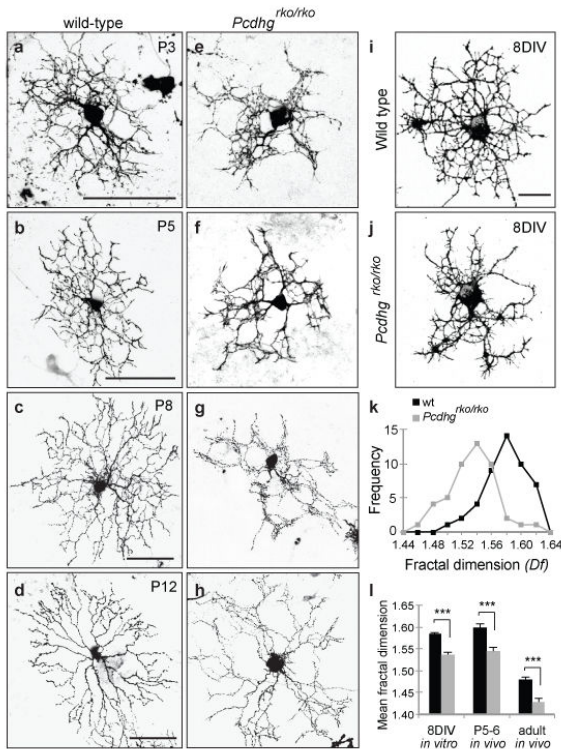 wild-type
Pcdhg rko/rko
a
P3
e
i
8DIV
Wild type
b
P5
f
j
8DIV
Pcdhg rko/rko
c
P8
g
k
wt
Pcdhg rko/rko
Frequency
15
10
5
0
1.44 1.48 1.52 1.56 1.60 1.64
Fractal dimension (Df)
d
P12
h
l
Mean fractal dimension
1.65
1.60
1.55
1.50
1.45
1.40
***
***
***
8DIV P5-6 adult
in vitro in vivo in vivo